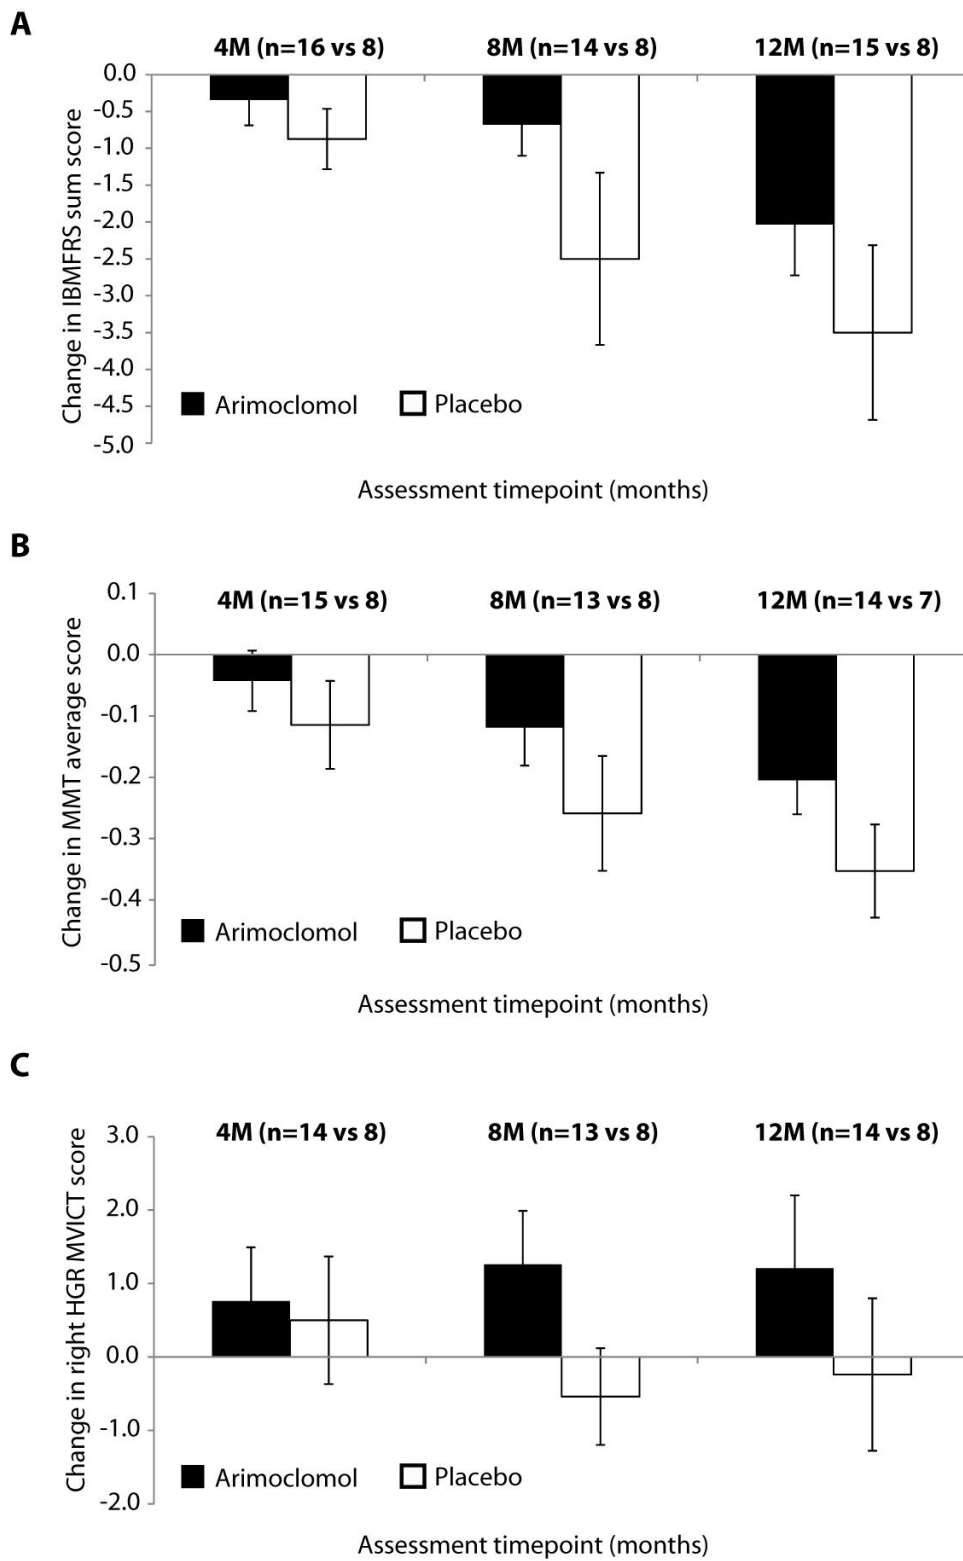 A
4M (n=16 vs 8) 8M (n=14 vs 8) 12M (n=15 vs 8)
Change in IBMFRS sum score
0.0
-0.5
-1.0
-1.5
-2.0
-2.5
-3.0
-3.5
-4.0
-4.5
-5.0
Arimoclomol Placebo
Assessment timepoint (months)
B
4M (n=15 vs 8) 8M (n=13 vs 8) 12M (n=14 vs 7)
Change in MMT average score
0.1
0.0
-0.1
-0.2
-0.3
-0.4
-0.5
Arimoclomol Placebo
Assessment timepoint (months)
C
4M (n=14 vs 8) 8M (n=13 vs 8) 12M (n=14 vs 8)
Change in right HGR MVICT score
3.0
2.0
1.0
0.0
-1.0
-2.0
Arimoclomol Placebo
Assessment timepoint (months)